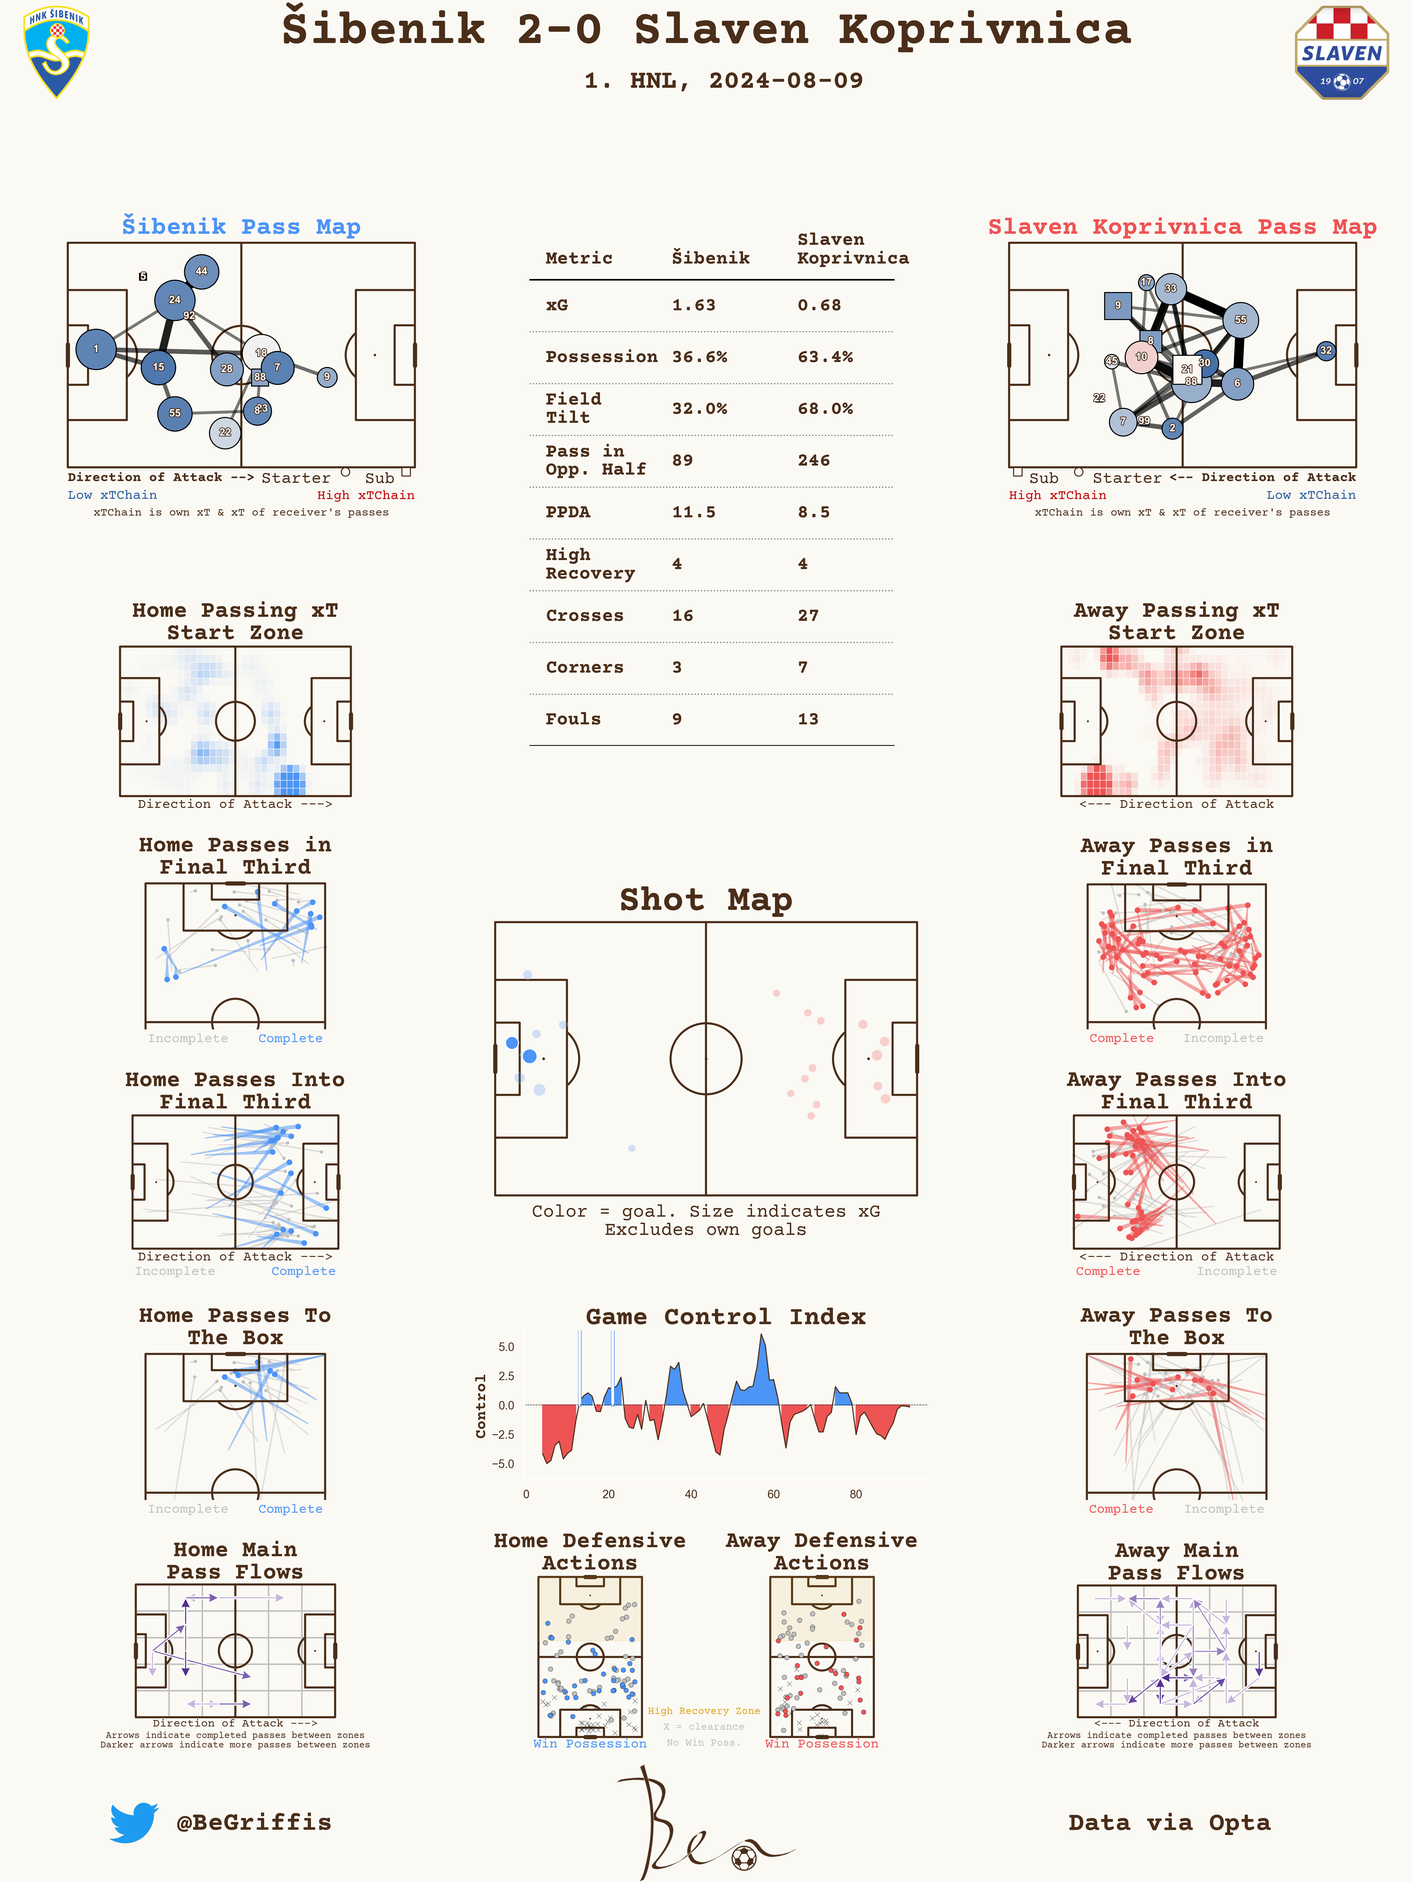 HNK ŠIBENIK
Šibenik 2-0 Slaven Koprivnica
1. HNL, 2024-08-09
SLAVEN
19 07
Šibenik Pass Map
5
44
24
92
1
15
28
18
7
88
9
55
8
22
Direction of Attack --> Starter Sub
Low xTChain High xTChain
xTChain is own xT & xT of receiver's passes
Metric Šibenik Slaven Koprivnica
xG 1.63 0.68
Possession 36.6% 63.4%
Field Tilt 32.0% 68.0%
Pass in Opp. Half 89 246
PPDA 11.5 8.5
High Recovery 4 4
Crosses 16 27
Corners 3 7
Fouls 9 13
Slaven Koprivnica Pass Map
17
33
9
55
8
45
10
21
30
32
88
6
22
7
99
2
Sub Starter <-- Direction of Attack
High xTChain Low xTChain
xTChain is own xT & xT of receiver's passes
Home Passing xT
Start Zone
Direction of Attack --->
Away Passing xT
Start Zone
<--- Direction of Attack
Home Passes in
Final Third
Incomplete Complete
Away Passes in
Final Third
Complete Incomplete
Shot Map
Color = goal. Size indicates xG
Excludes own goals
Home Passes Into
Final Third
Direction of Attack --->
Incomplete Complete
Away Passes Into
Final Third
<--- Direction of Attack
Complete Incomplete
Home Passes To
The Box
Incomplete Complete
Game Control Index
Control
5.0
2.5
0.0
−2.5
−5.0
0 20 40 60 80
Away Passes To
The Box
Complete Incomplete
Home Main
Pass Flows
Direction of Attack --->
Arrows indicate completed passes between zones
Darker arrows indicate more passes between zones
Home Defensive
Actions
Win Possession
High Recovery Zone
X = clearance
No Win Poss.
Away Defensive
Actions
Win Possession
Away Main
Pass Flows
<--- Direction of Attack
Arrows indicate completed passes between zones
Darker arrows indicate more passes between zones
@BeGriffis
Ben
Data via Opta